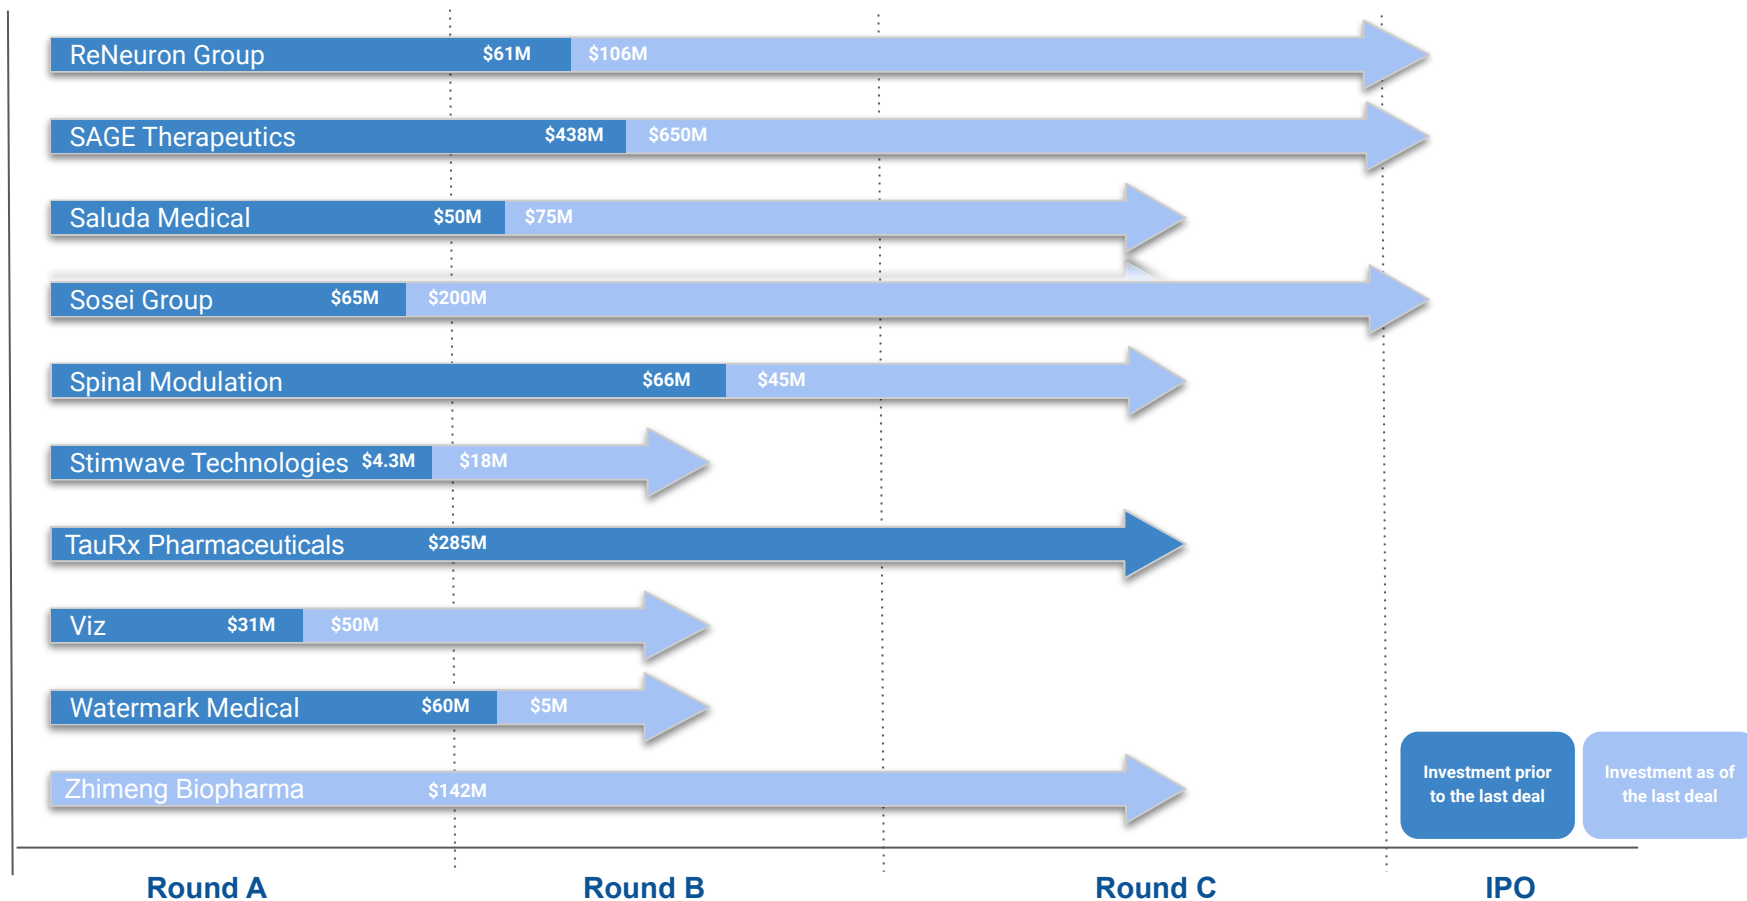 ReNeuron Group $61M $106M
SAGE Therapeutics $438M $650M
Saluda Medical $50M $75M
Sosei Group $65M $200M
Spinal Modulation $66M $45M
Stimwave Technologies $4.3M $18M
TauRx Pharmaceuticals $285M
Viz $31M $50M
Watermark Medical $60M $5M
Zhimeng Biopharma $142M
Investment prior
to the last deal
Investment as of
the last deal
Round A Round B Round C IPO